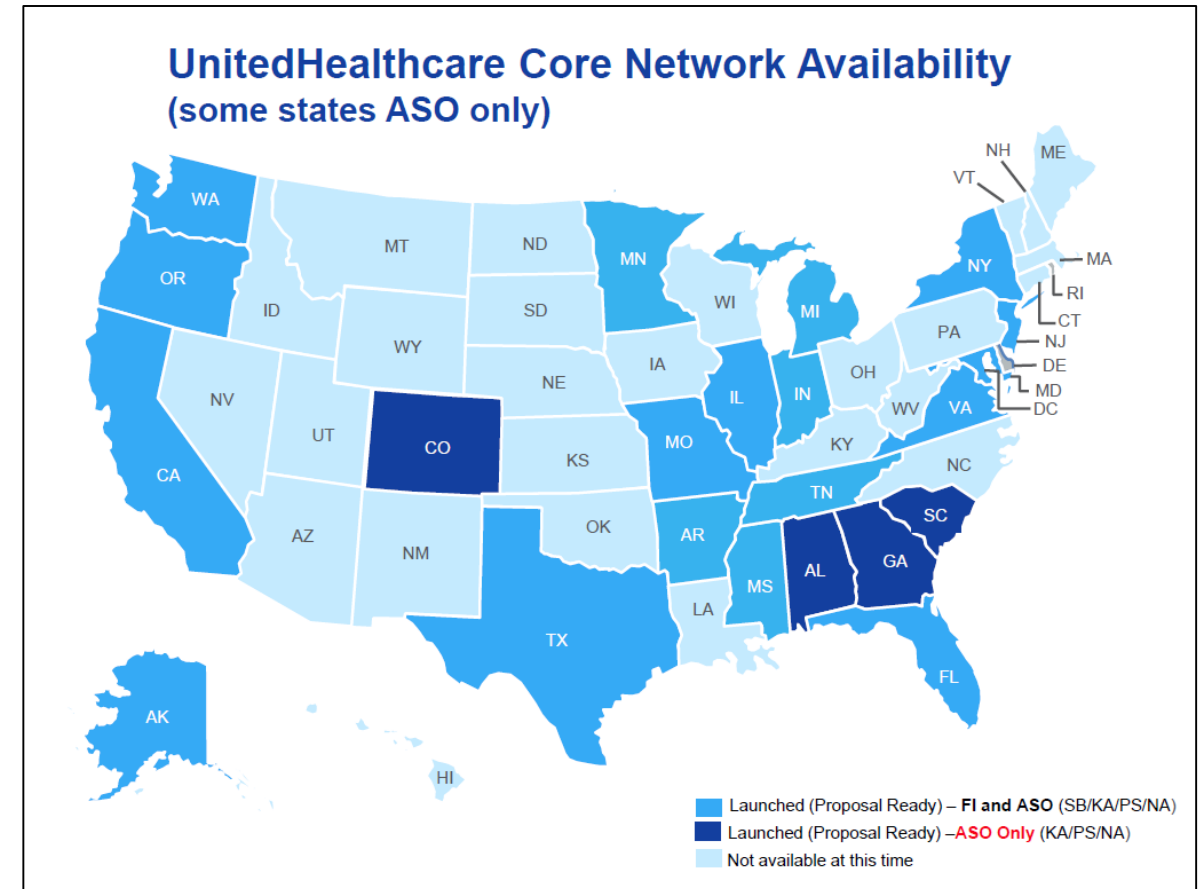 UnitedHealthcare Core Network Availability
(some states ASO only)
NH
ME
VT
WA
MT
ND
MN
OR
NY
MA
ID
SD
WI
MI
RI
WY
PA
CT
NJ
IA
DE
NE
OH
MD
NV
IL
IN
WV
VA
DC
UT
CO
MO
KY
KS
CA
NC
TN
OK
AZ
AR
SC
NM
MS
AL
GA
LA
TX
FL
AK
HI
Launched (Proposal Ready) – FI and ASO (SB/KA/PS/NA)
Launched (Proposal Ready) –ASO Only (KA/PS/NA)
Not available at this time